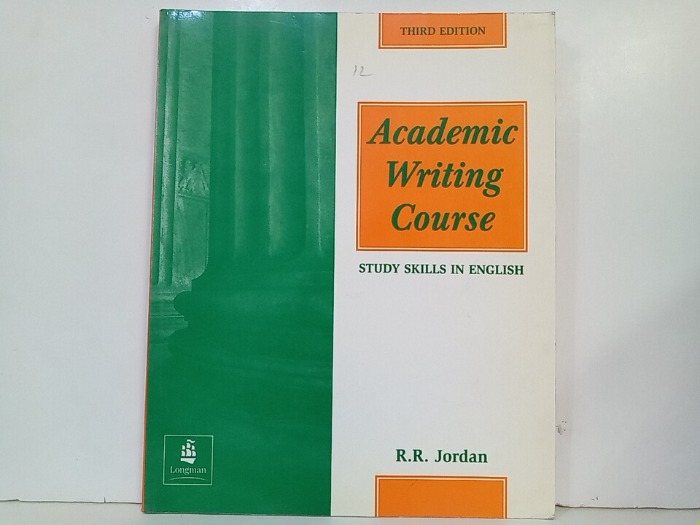 THIRD EDITION
12
Academic
Writing
Course
STUDY SKILLS IN ENGLISH
R.R. Jordan
Longman